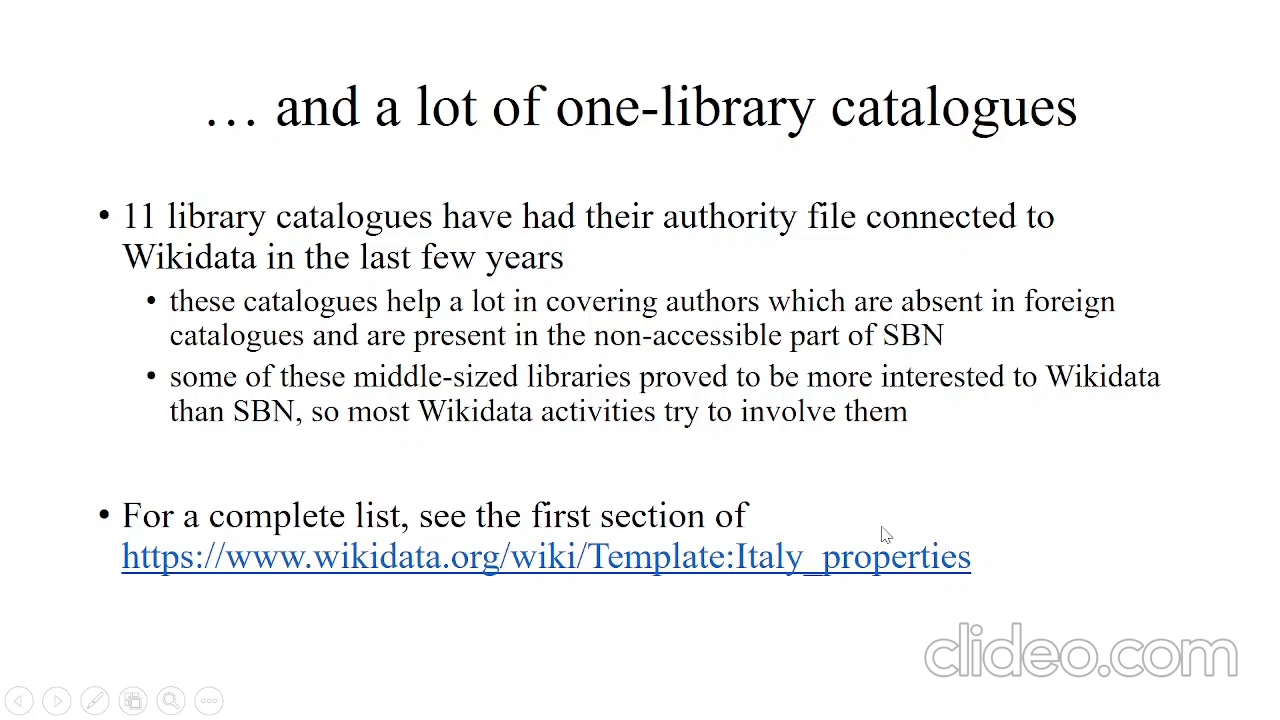 … and a lot of one-library catalogues
• 11 library catalogues have had their authority file connected to
Wikidata in the last few years
• these catalogues help a lot in covering authors which are absent in foreign
catalogues and are present in the non-accessible part of SBN
• some of these middle-sized libraries proved to be more interested to Wikidata
than SBN, so most Wikidata activities try to involve them
• For a complete list, see the first section of
https://www.wikidata.org/wiki/Template:Italy_properties
clideo.com